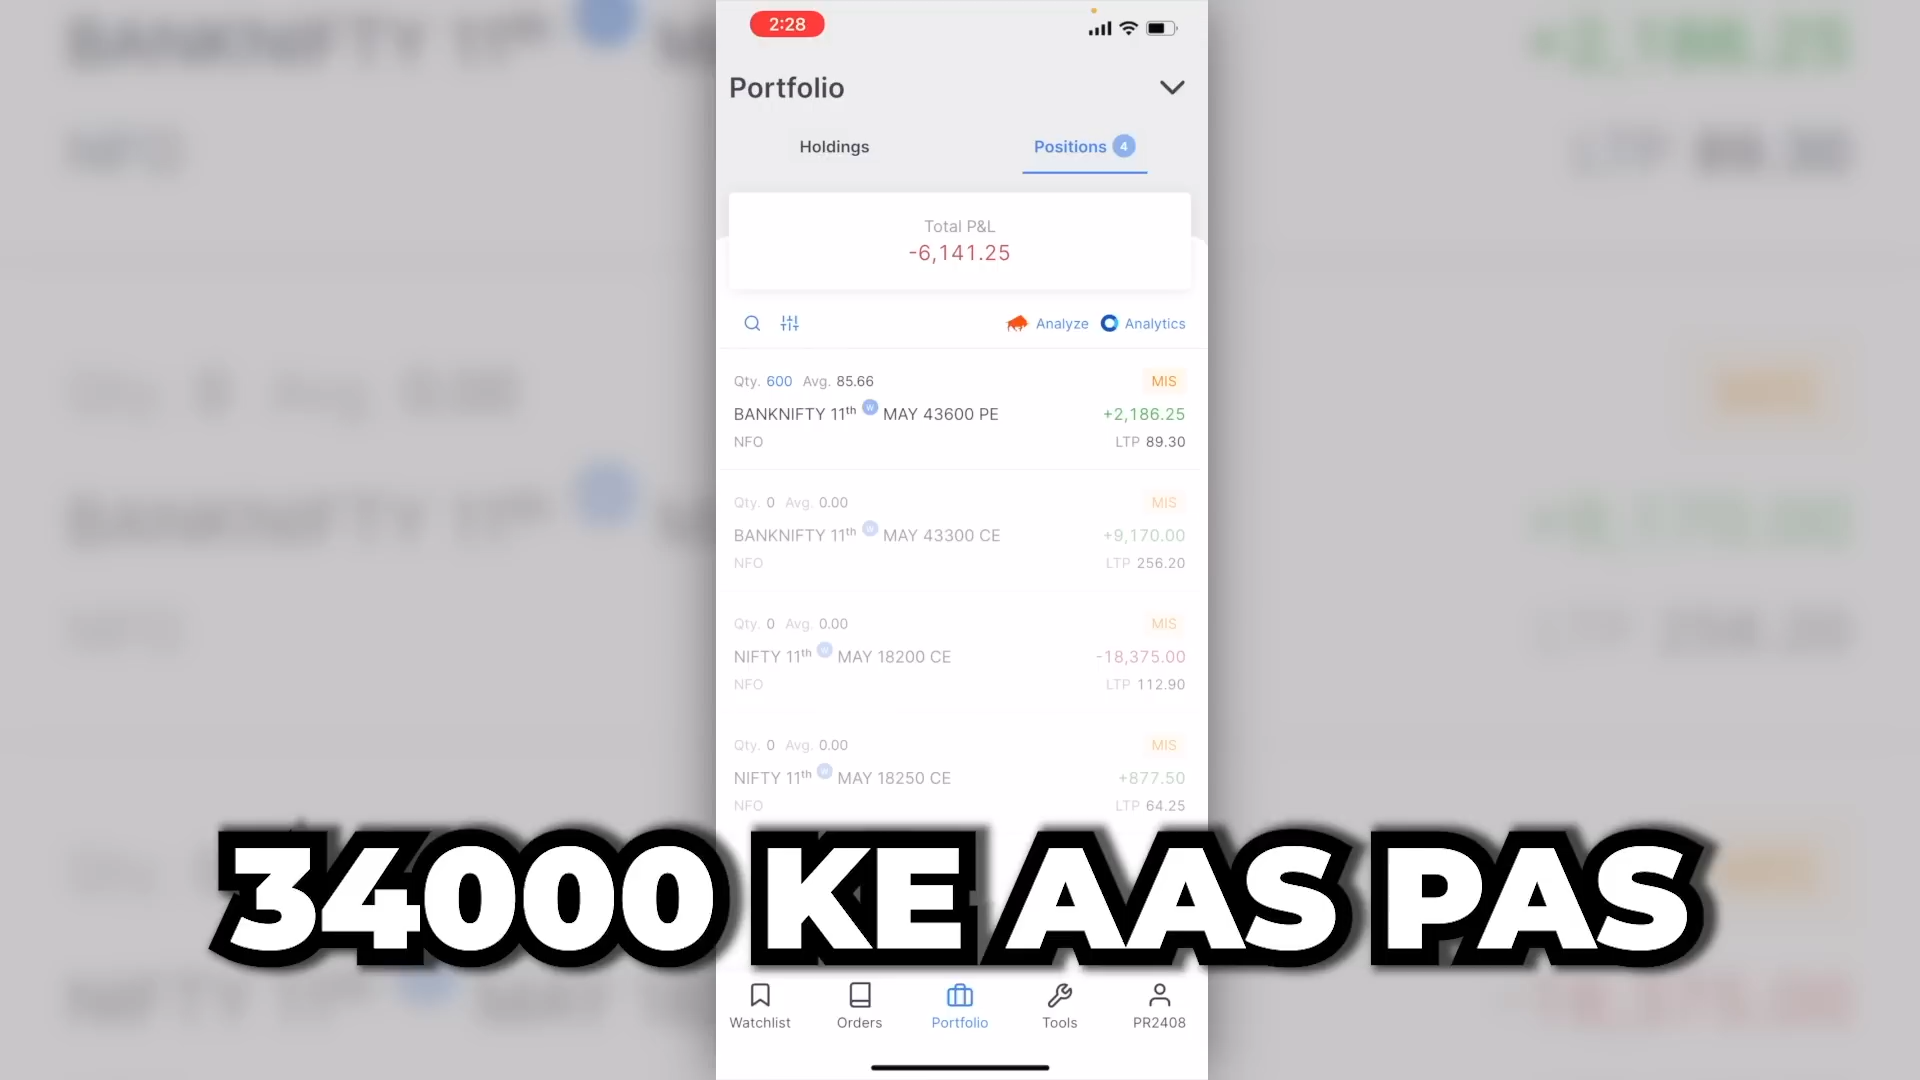 2:28
Portfolio
Holdings
Positions 4
Total P&L
-6,141.25
Analyze
Analytics
Qty. 600 Avg. 85.66 MIS
BANKNIFTY 11th w MAY 43600 PE +2,186.25
NFO LTP 89.30
Qty. 0 Avg. 0.00 MIS
BANKNIFTY 11th w MAY 43300 CE +9,170.00
NFO LTP 256.20
Qty. 0 Avg. 0.00 MIS
NIFTY 11th w MAY 18200 CE -18,375.00
NFO LTP 112.90
Qty. 0 Avg. 0.00 MIS
NIFTY 11th w MAY 18250 CE +877.50
NFO LTP 64.25
34000 KE AAS PAS
Watchlist Orders Portfolio Tools PR2408